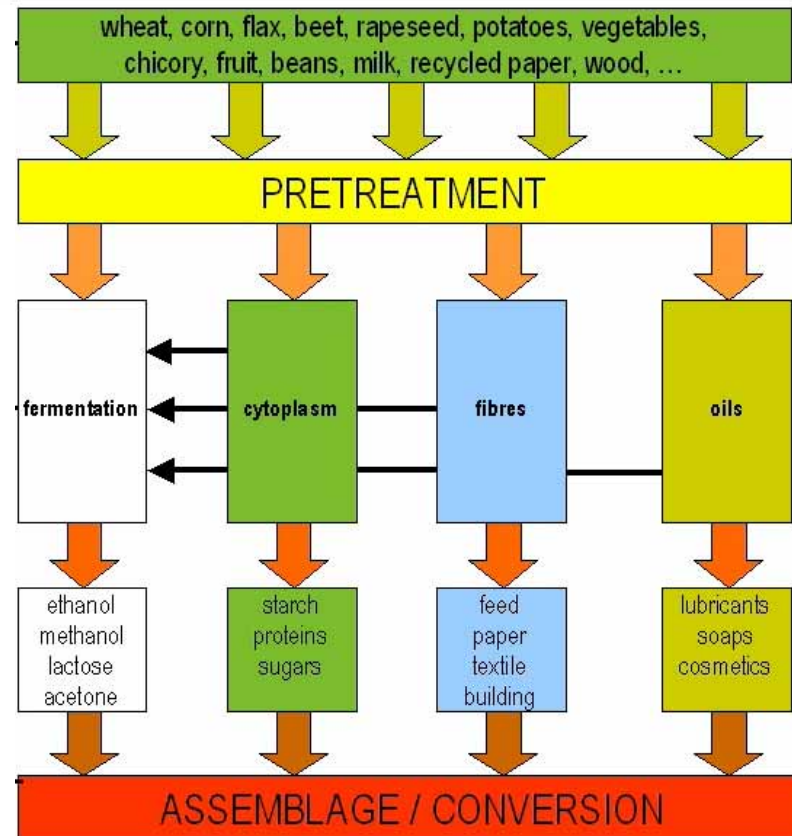 wheat, corn, flax, beet, rapeseed, potatoes, vegetables,
chicory, fruit, beans, milk, recycled paper, wood, ...
PRETREATMENT
fermentation
cytoplasm
fibres
oils
ethanol
methanol
lactose
acetone
starch
proteins
sugars
feed
paper
textile
building
lubricants
soaps
cosmetics
ASSEMBLAGE / CONVERSION